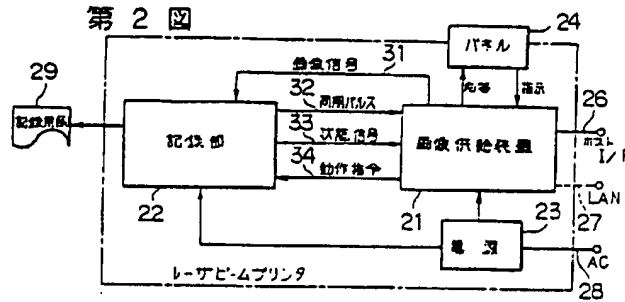 第 2 図
24
パネル
31
画像信号
29
32
応答
指示
同期パルス
26
記録用紙
33
記録部
状態信号
画像供給装置
ホスト
I/F
34
動作指令
LAN
22
21
23
27
電源
AC
レーザビームプリンタ
28